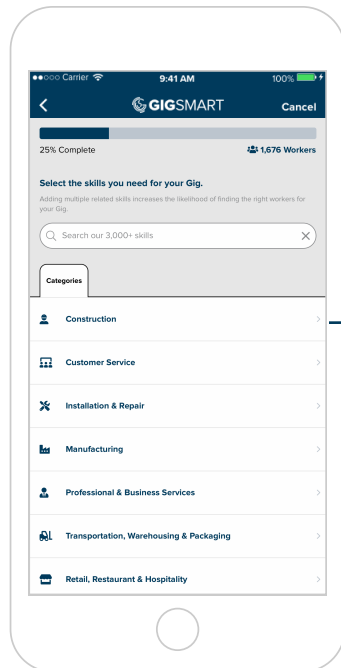 Carrier 9:41 AM 100%
GIGSMART Cancel
25% Complete 1,676 Workers
Select the skills you need for your Gig.
Adding multiple related skills increases the likelihood of finding the right workers for
your Gig.
Search our 3,000+ skills
Categories
Construction
Customer Service
Installation & Repair
Manufacturing
Professional & Business Services
Transportation, Warehousing & Packaging
Retail, Restaurant & Hospitality